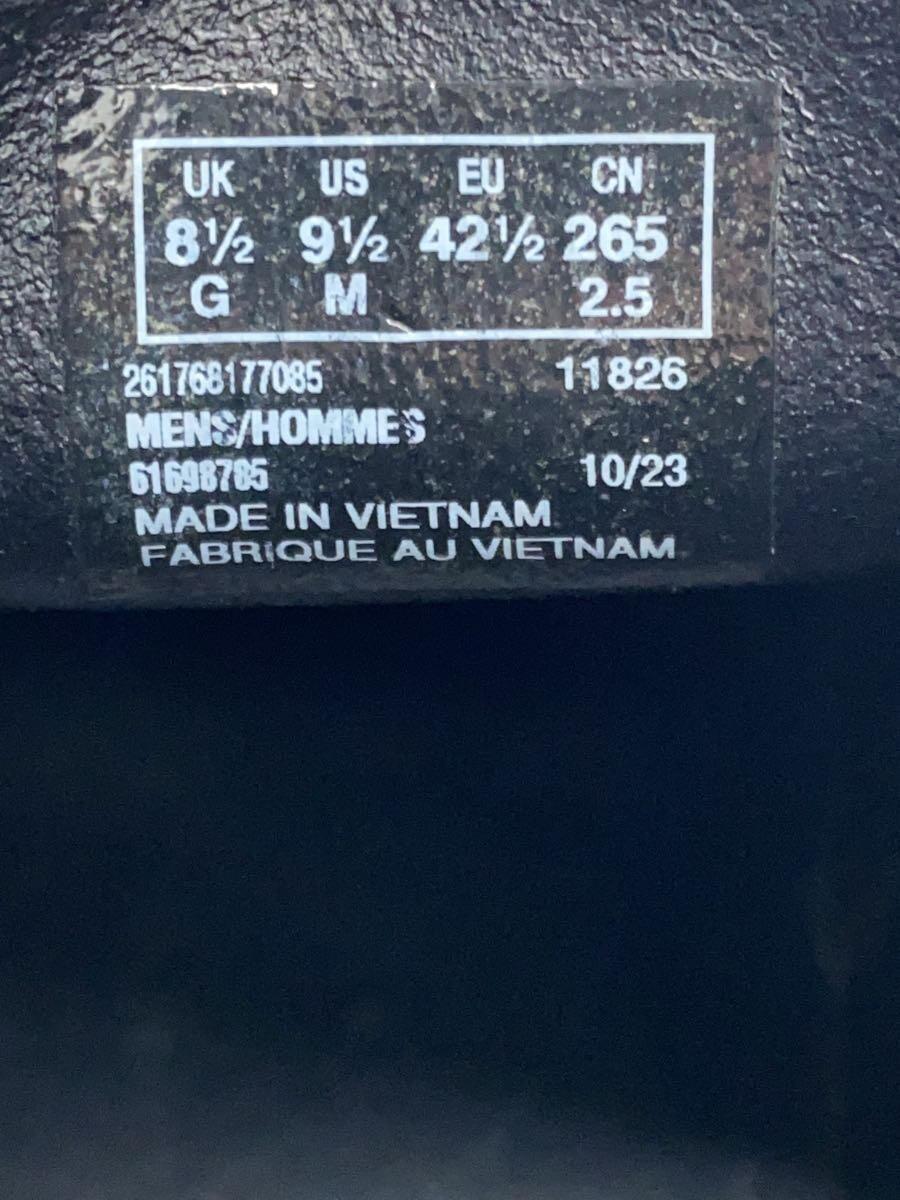 UK US EU CN
8½ 9½ 42½ 265
G M 2.5
261768177085 11826
MENS/HOMMES
61698785 10/23
MADE IN VIETNAM
FABRIQUE AU VIETNAM